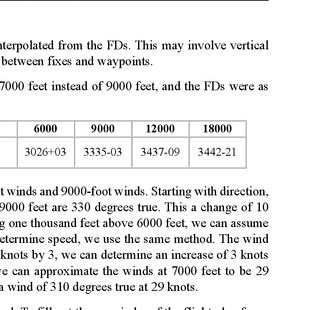 nterpolated from the FDs. This may involve vertical
between fixes and waypoints.
7000 feet instead of 9000 feet, and the FDs were as
6000 9000 12000 18000
3026+03 3335-03 3437-09 3442-21
t winds and 9000-foot winds. Starting with direction,
9000 feet are 330 degrees true. This a change of 10
g one thousand feet above 6000 feet, we can assume
etermine speed, we use the same method. The wind
knots by 3, we can determine an increase of 3 knots
we can approximate the winds at 7000 feet to be 29
a wind of 310 degrees true at 29 knots.